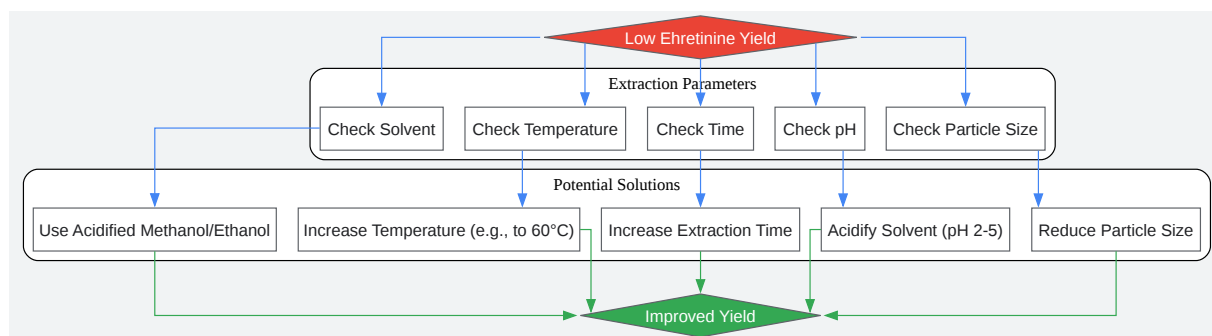 Low Ehretinine Yield
Extraction Parameters
Check Solvent
Check Temperature
Check Time
Check pH
Check Particle Size
Potential Solutions
Use Acidified Methanol/Ethanol
Increase Temperature (e.g., to 60°C)
Increase Extraction Time
Acidify Solvent (pH 2-5)
Reduce Particle Size
Improved Yield